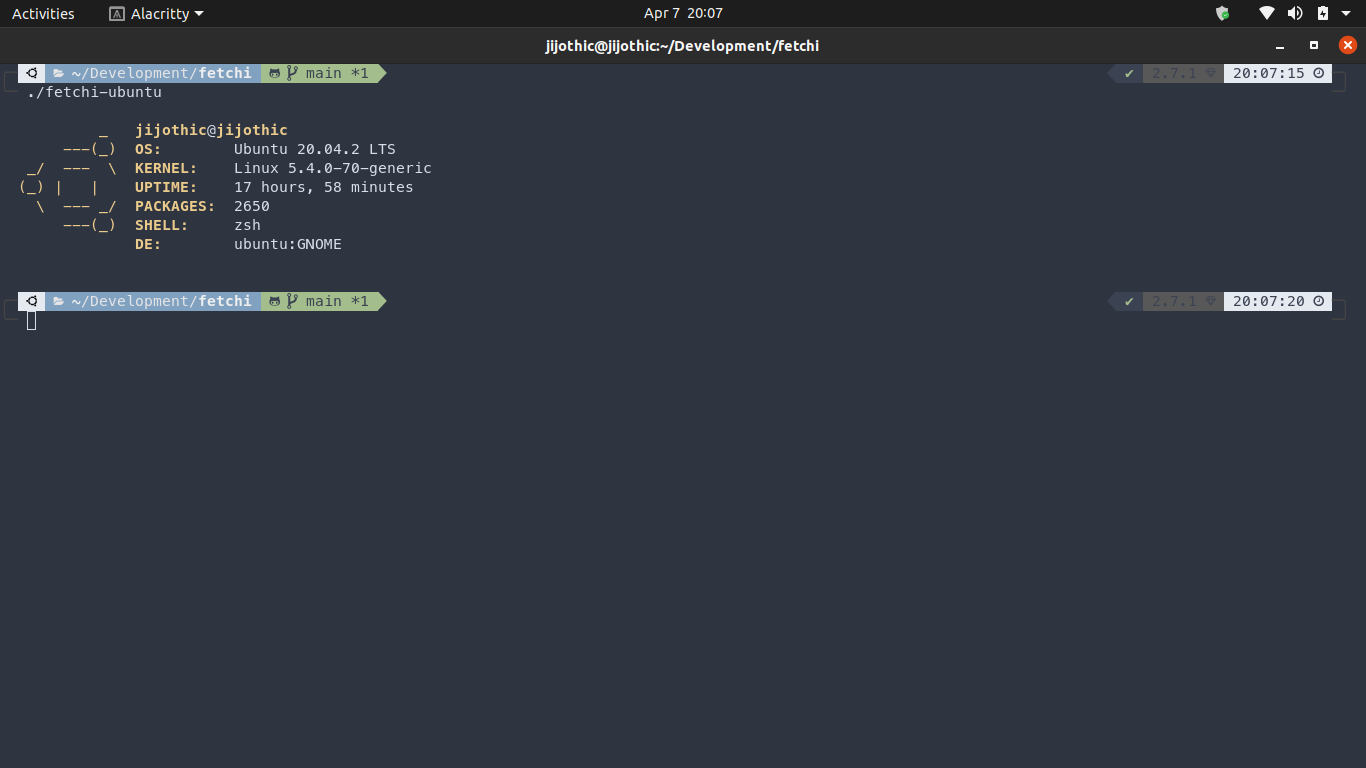 Activities Alacritty Apr 7 20:07
jijothic@jijothic:~/Development/fetchi
~/Development/fetchi main *1 ✔ 2.7.1 20:07:15
./fetchi-ubuntu
         _   jijothic@jijothic
     ---(_)  OS:        Ubuntu 20.04.2 LTS
 _/  ---  \  KERNEL:    Linux 5.4.0-70-generic
(_) |   |    UPTIME:    17 hours, 58 minutes
  \  --- _/  PACKAGES:  2650
     ---(_)  SHELL:     zsh
             DE:        ubuntu:GNOME
~/Development/fetchi main *1 ✔ 2.7.1 20:07:20